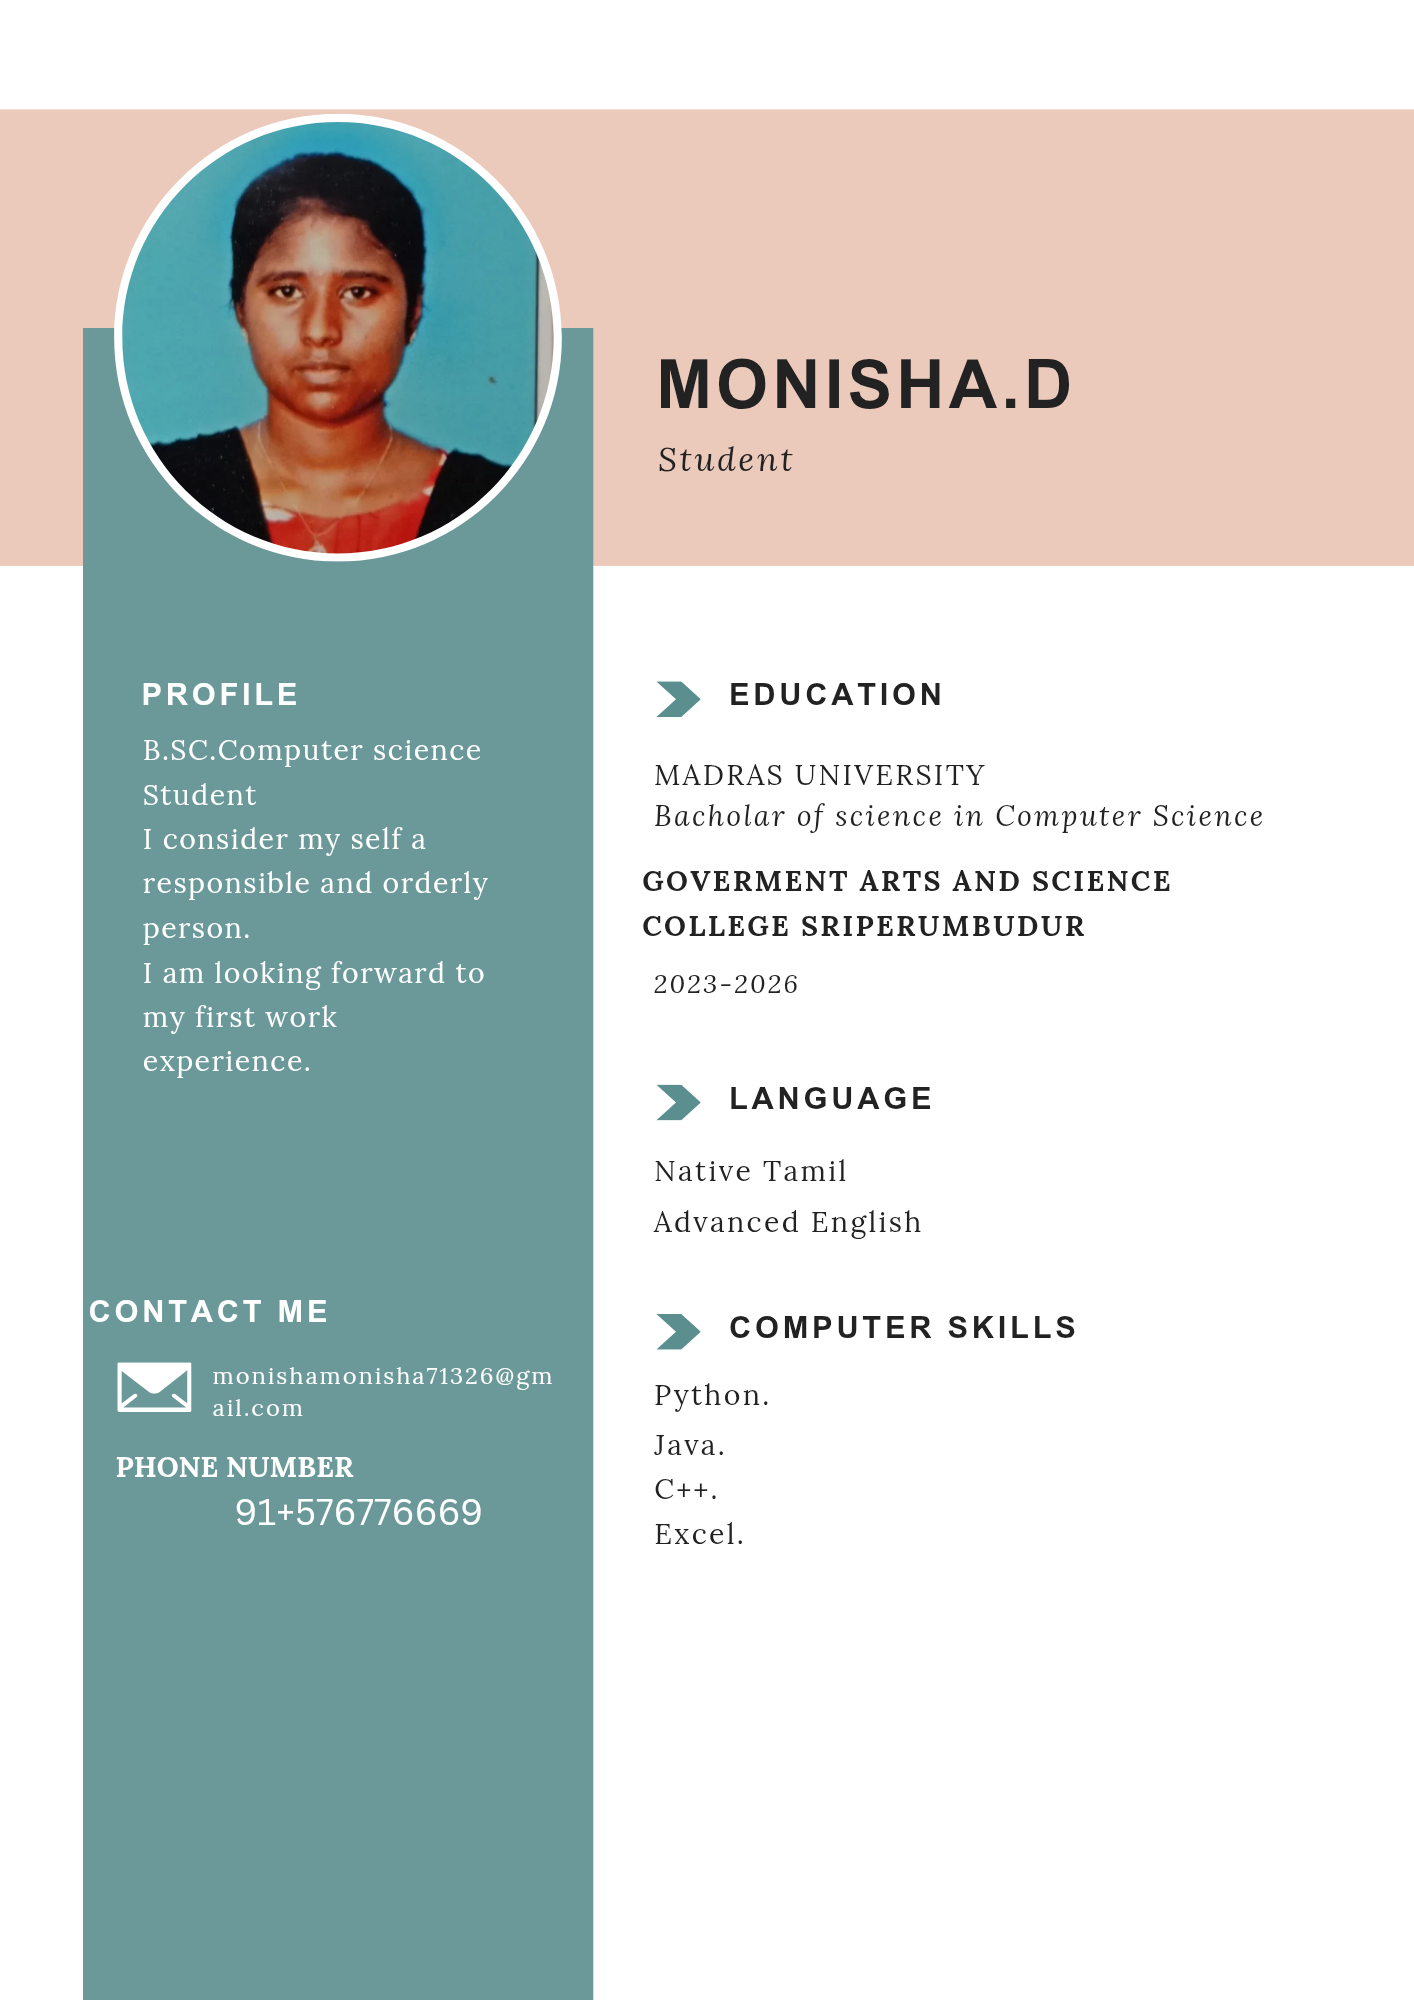 MONISHA.D
Student
PROFILE
B.SC.Computer science
Student
I consider my self a
responsible and orderly
person.
I am looking forward to
my first work
experience.
CONTACT ME
monishamonisha71326@gm
ail.com
PHONE NUMBER
91+576776669
EDUCATION
MADRAS UNIVERSITY
Bacholar of science in Computer Science
GOVERMENT ARTS AND SCIENCE
COLLEGE SRIPERUMBUDUR
2023-2026
LANGUAGE
Native Tamil
Advanced English
COMPUTER SKILLS
Python.
Java.
C++.
Excel.